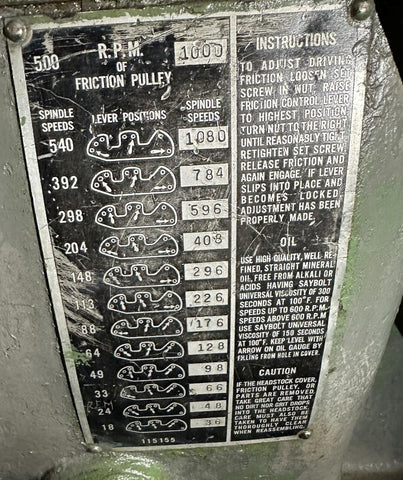 500 R.P.M. 1000
OF
FRICTION PULLEY
SPINDLE SPEEDS LEVER POSITIONS SPINDLE SPEEDS
540 1080
392 784
298 596
204 408
148 296
113 226
88 176
64 128
49 98
33 66
24 48
18 36
115155
INSTRUCTIONS
TO ADJUST DRIVING
FRICTION LOOSEN SET
SCREW IN NUT. RAISE
FRICTION CONTROL LEVER
TO HIGHEST POSITION.
TURN NUT TO THE RIGHT
UNTIL REASONABLY TIGHT.
RETIGHTEN SET SCREW.
RELEASE FRICTION AND
AGAIN ENGAGE. IF LEVER
SLIPS INTO PLACE AND
BECOMES LOCKED
ADJUSTMENT HAS BEEN
PROPERLY MADE.
OIL
USE HIGH QUALITY, WELL RE-
FINED, STRAIGHT MINERAL
OIL, FREE FROM ALKALI OR
ACIDS HAVING SAYBOLT
UNIVERSAL VISCOSITY OF 300
SECONDS AT 100°F. FOR
SPEEDS UP TO 600 R.P.M.
SPEEDS ABOVE 600 R.P.M.
USE SAYBOLT UNIVERSAL
VISCOSITY OF 150 SECONDS
AT 100°F. KEEP LEVEL WITH
ARROW ON OIL GAUGE BY
FILLING FROM HOLE IN COVER.
CAUTION
IF THE HEADSTOCK COVER,
FRICTION PULLEY, OR
PARTS ARE REMOVED,
TAKE GREAT CARE THAT
NO DIRT NOR GRIT DROPS
INTO THE HEADSTOCK.
CARE MUST ALSO BE
TAKEN TO HAVE THEM
THOROUGHLY CLEAN
WHEN REASSEMBLING.